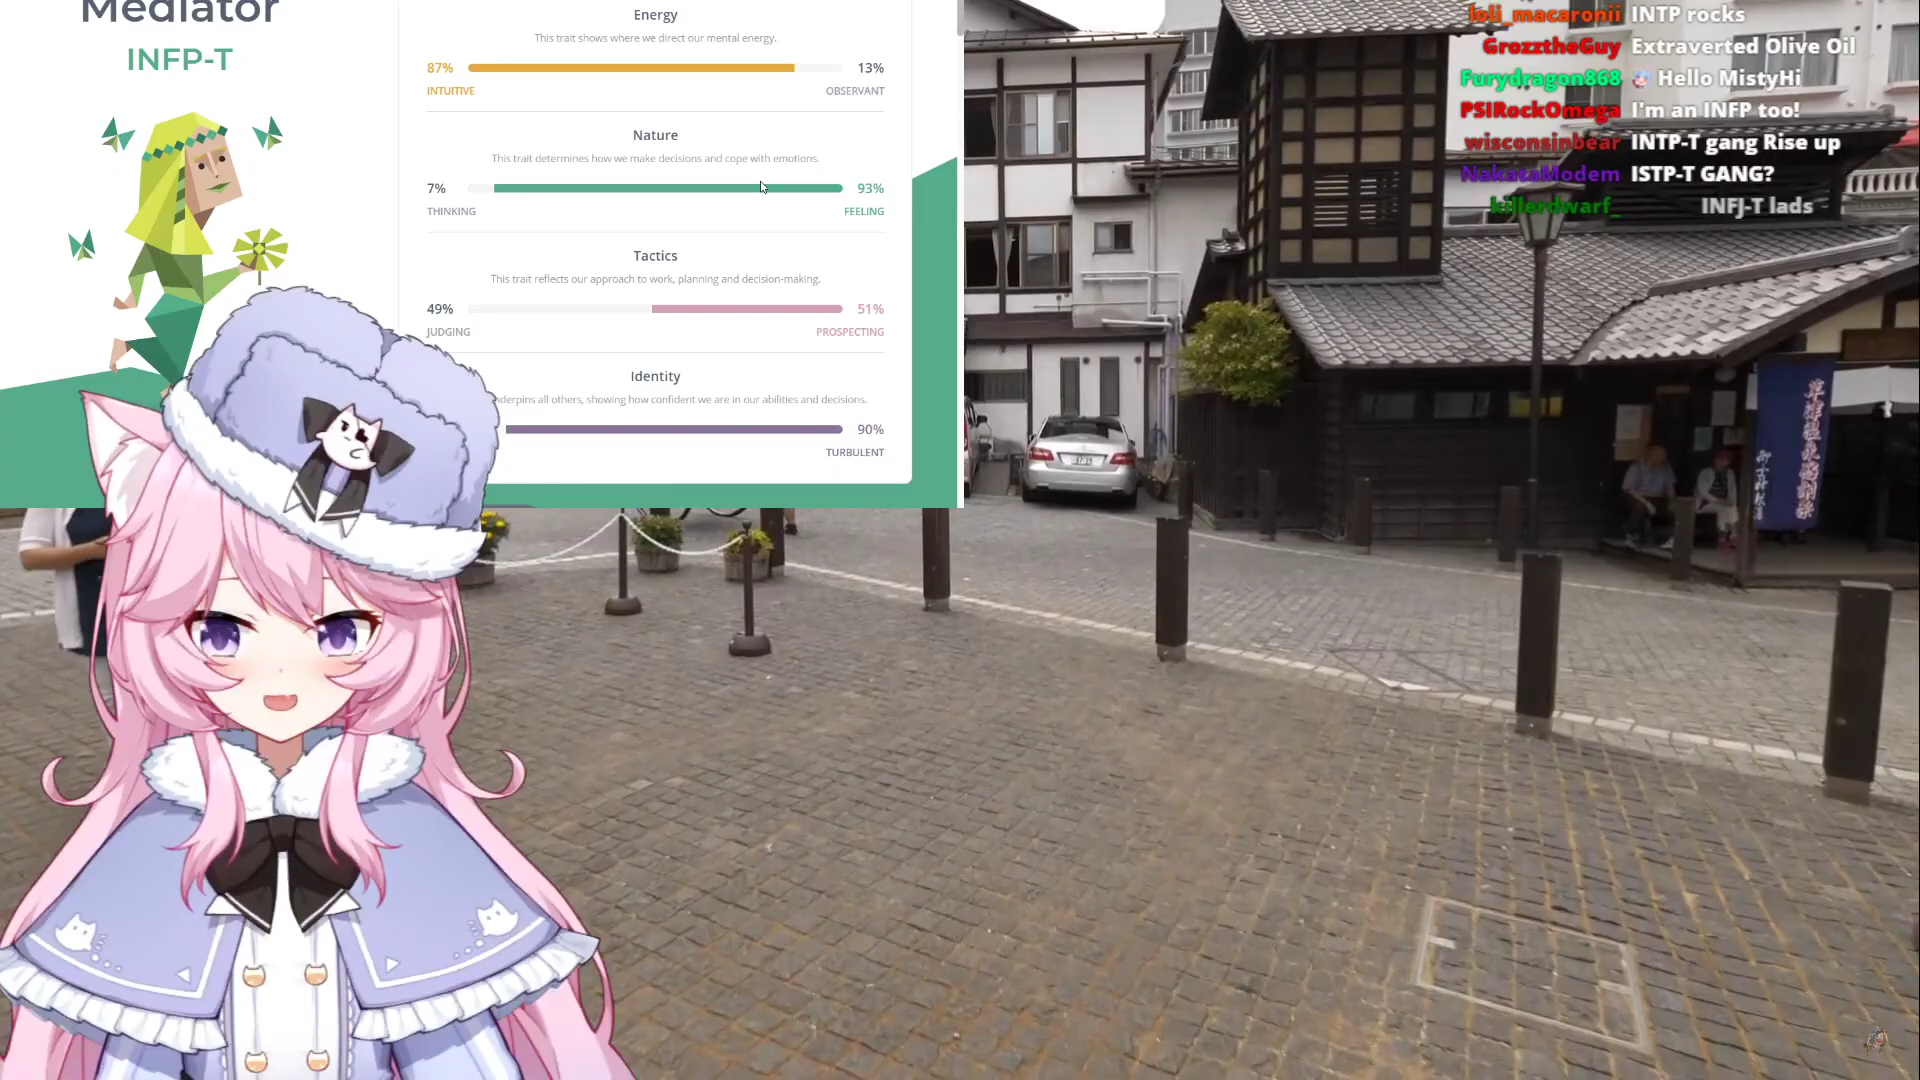 Mediator
INFP-T
Energy
This trait shows where we direct our mental energy.
87%
13%
INTUITIVE
OBSERVANT
Nature
This trait determines how we make decisions and cope with emotions.
7%
93%
THINKING
FEELING
Tactics
This trait reflects our approach to work, planning and decision-making.
49%
51%
JUDGING
PROSPECTING
Identity
underpins all others, showing how confident we are in our abilities and decisions.
90%
TURBULENT
loli_macaronii INTP rocks
GrozztheGuy Extraverted Olive Oil
Furydragon868 Hello MistyHi
PSIRockOmega I'm an INFP too!
wisconsinbear INTP-T gang Rise up
NakataModem ISTP-T GANG?
killerdwarf_ INFJ-T lads